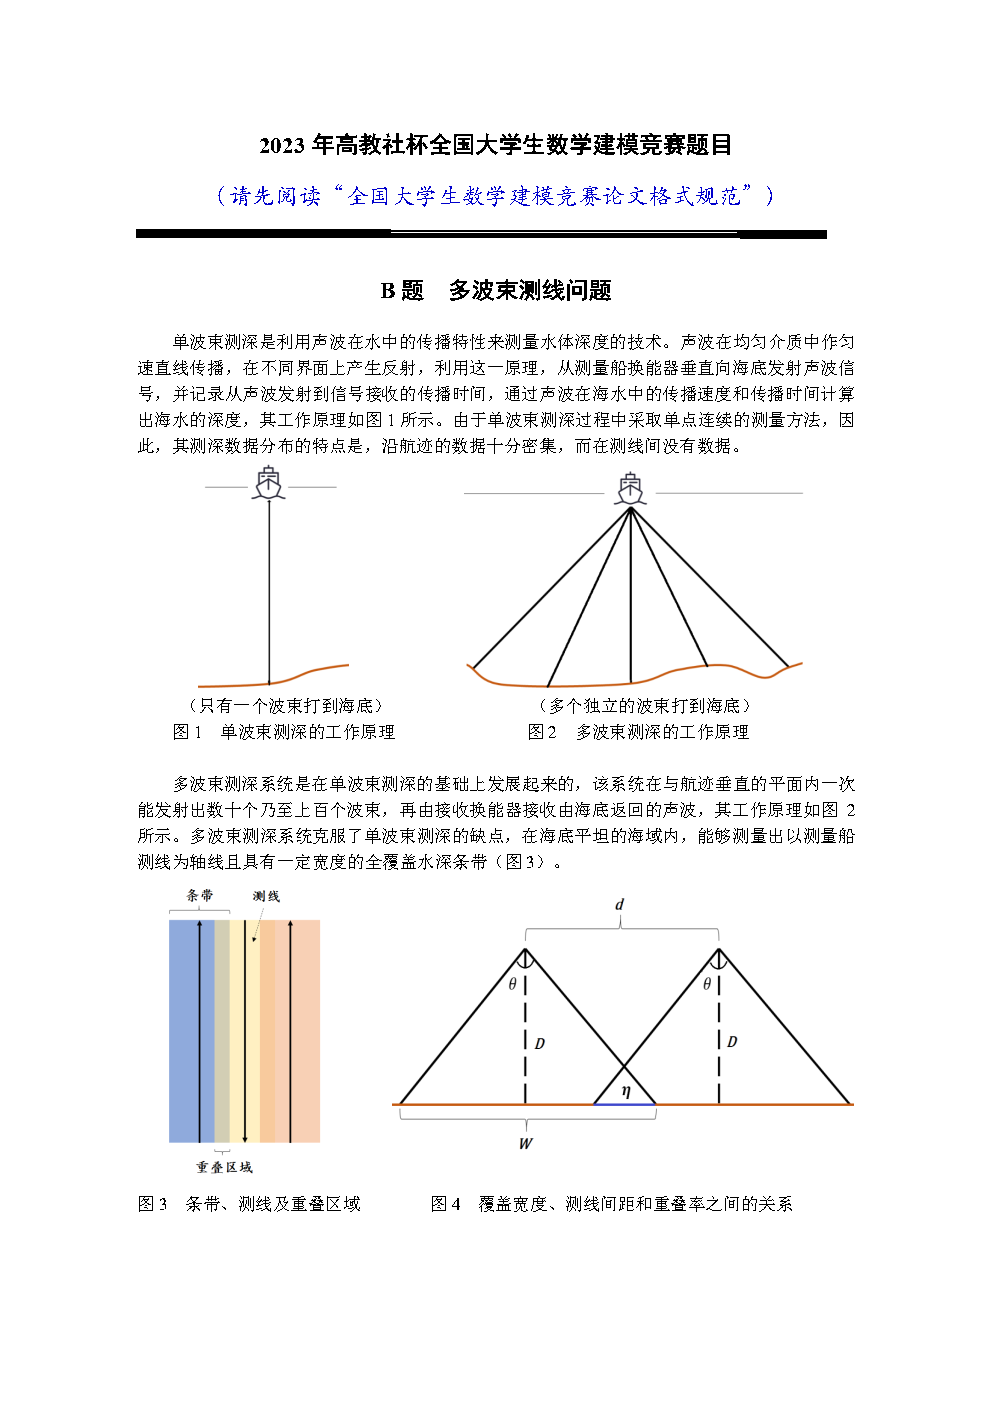 2023 年高教社杯全国大学生数学建模竞赛题目
（请先阅读“全国大学生数学建模竞赛论文格式规范”）
B 题　多波束测线问题
单波束测深是利用声波在水中的传播特性来测量水体深度的技术。声波在均匀介质中作匀
速直线传播，在不同界面上产生反射，利用这一原理，从测量船换能器垂直向海底发射声波信
号，并记录从声波发射到信号接收的传播时间，通过声波在海水中的传播速度和传播时间计算
出海水的深度，其工作原理如图 1 所示。由于单波束测深过程中采取单点连续的测量方法，因
此，其测深数据分布的特点是，沿航迹的数据十分密集，而在测线间没有数据。
（只有一个波束打到海底）
（多个独立的波束打到海底）
图 1　单波束测深的工作原理
图 2　多波束测深的工作原理
多波束测深系统是在单波束测深的基础上发展起来的，该系统在与航迹垂直的平面内一次
能发射出数十个乃至上百个波束，再由接收换能器接收由海底返回的声波，其工作原理如图 2
所示。多波束测深系统克服了单波束测深的缺点，在海底平坦的海域内，能够测量出以测量船
测线为轴线且具有一定宽度的全覆盖水深条带（图 3）。
条带
测线
重叠区域
d
θ
θ
D
D
η
W
图 3　条带、测线及重叠区域
图 4　覆盖宽度、测线间距和重叠率之间的关系